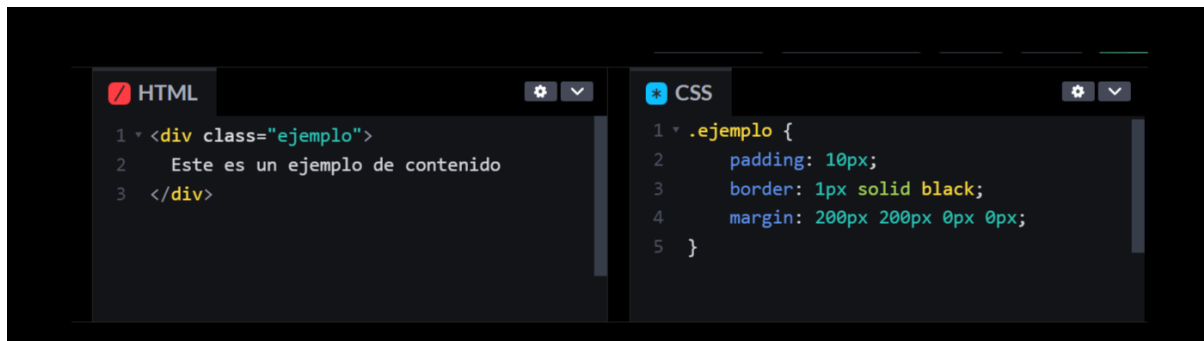 HTML
1 <div class="ejemplo">
2 Este es un ejemplo de contenido
3 </div>
CSS
1 .ejemplo {
2 padding: 10px;
3 border: 1px solid black;
4 margin: 200px 200px 0px 0px;
5 }